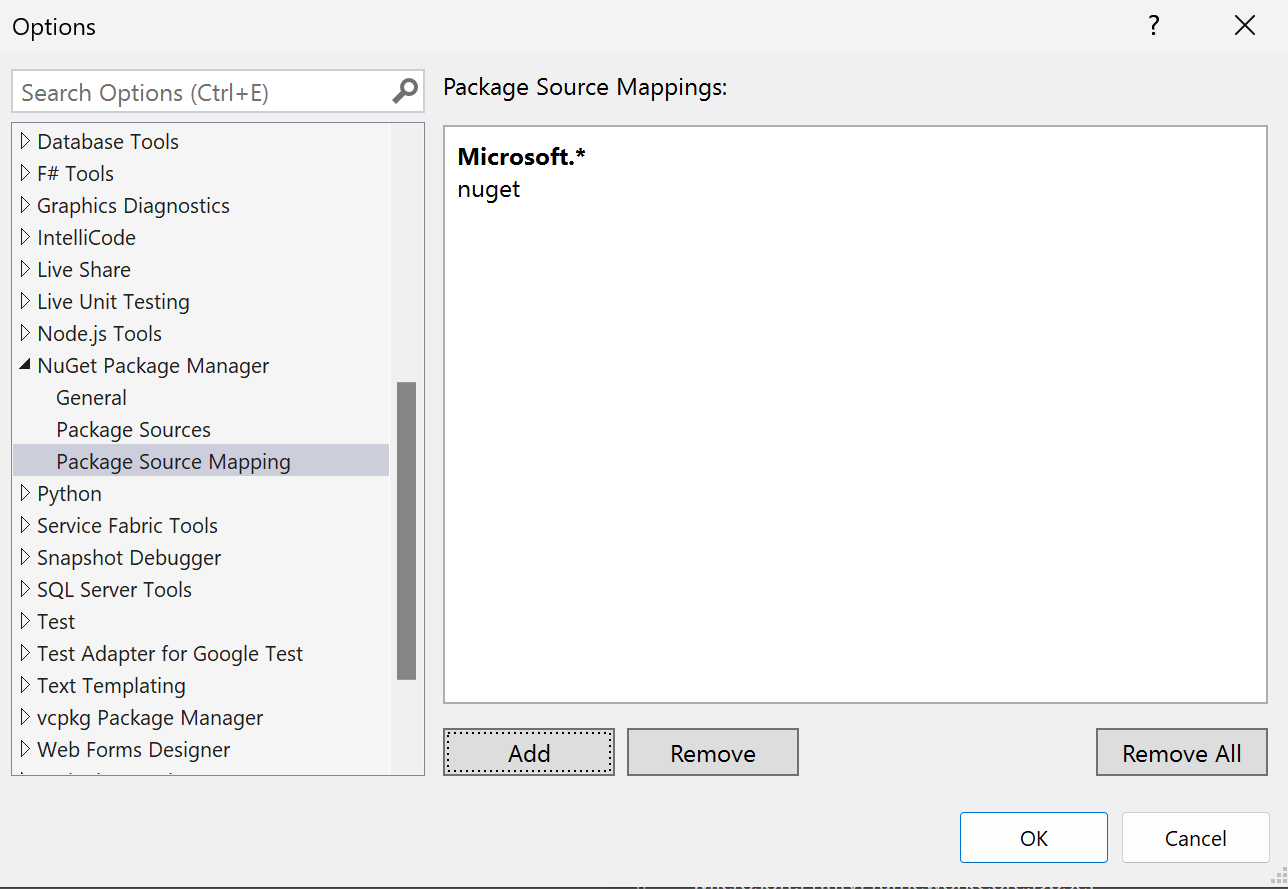 Options
?
Search Options (Ctrl+E)
Database Tools
F# Tools
Graphics Diagnostics
IntelliCode
Live Share
Live Unit Testing
Node.js Tools
NuGet Package Manager
General
Package Sources
Package Source Mapping
Python
Service Fabric Tools
Snapshot Debugger
SQL Server Tools
Test
Test Adapter for Google Test
Text Templating
vcpkg Package Manager
Web Forms Designer
Package Source Mappings:
Microsoft.*
nuget
Add
Remove
Remove All
OK
Cancel